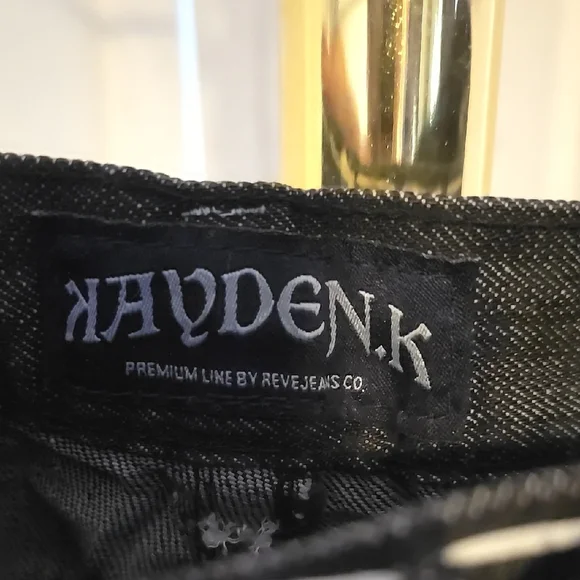 KAYDEN.K
PREMIUM LINE BY REVEJEANS CO.